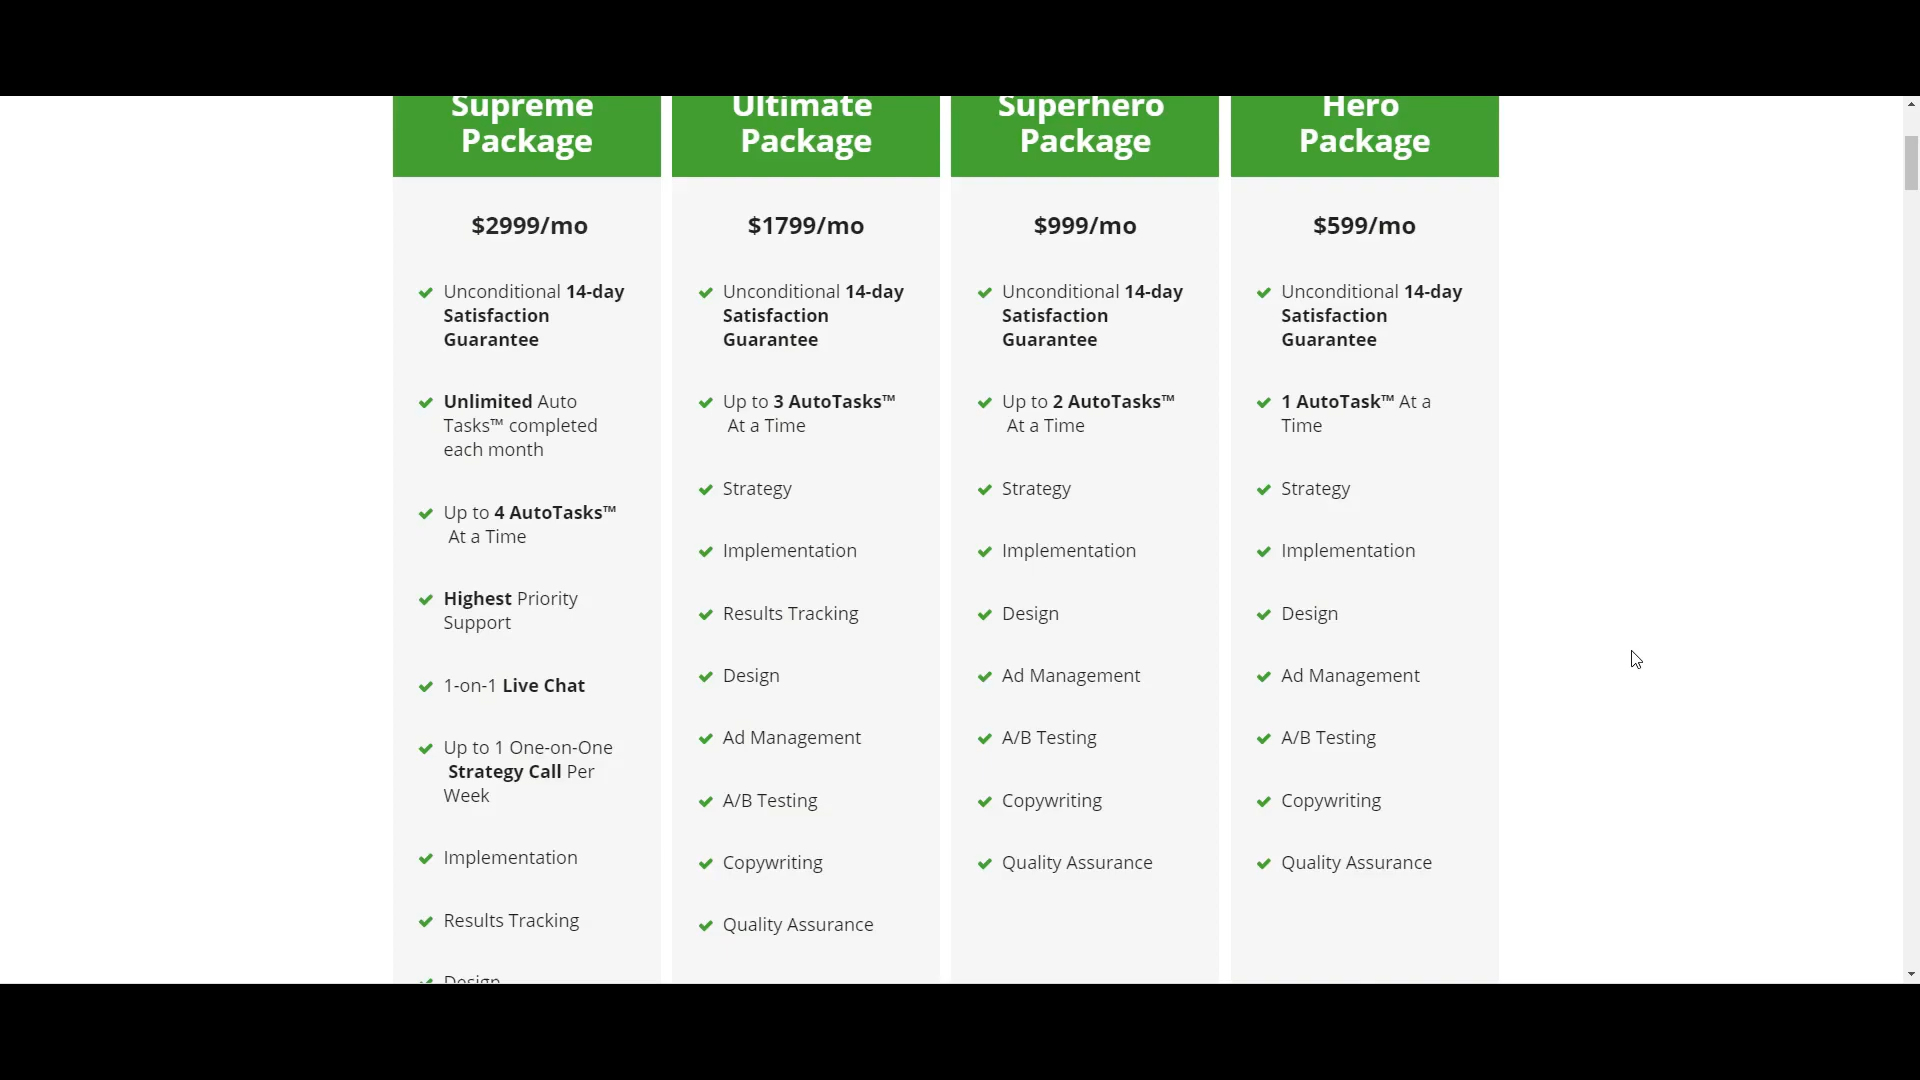 Supreme
Package
$2999/mo
Unconditional 14-day
Satisfaction
Guarantee
Unlimited Auto
Tasks™ completed
each month
Up to 4 AutoTasks™
At a Time
Highest Priority
Support
1-on-1 Live Chat
Up to 1 One-on-One
Strategy Call Per
Week
Implementation
Results Tracking
Design
Ultimate
Package
$1799/mo
Unconditional 14-day
Satisfaction
Guarantee
Up to 3 AutoTasks™
At a Time
Strategy
Implementation
Results Tracking
Design
Ad Management
A/B Testing
Copywriting
Quality Assurance
Superhero
Package
$999/mo
Unconditional 14-day
Satisfaction
Guarantee
Up to 2 AutoTasks™
At a Time
Strategy
Implementation
Design
Ad Management
A/B Testing
Copywriting
Quality Assurance
Hero
Package
$599/mo
Unconditional 14-day
Satisfaction
Guarantee
1 AutoTask™ At a
Time
Strategy
Implementation
Design
Ad Management
A/B Testing
Copywriting
Quality Assurance